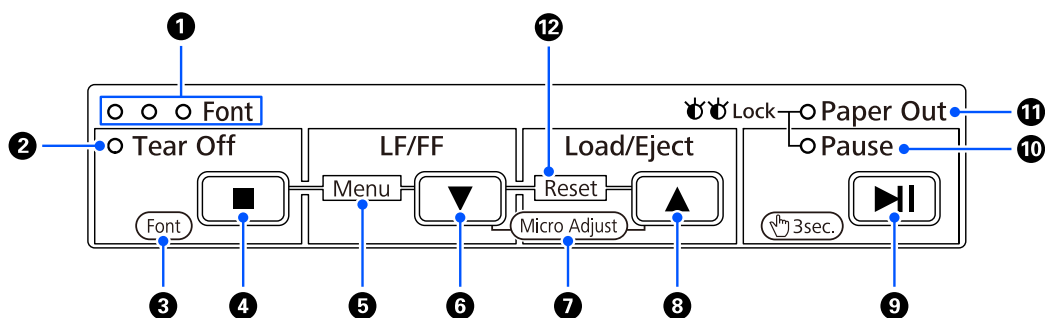 1
12
Font
Lock
Paper Out
11
2
Tear Off
LF/FF
Load/Eject
Pause
10
Menu
Reset
Font
Micro Adjust
3sec.
3
4
5
6
7
8
9